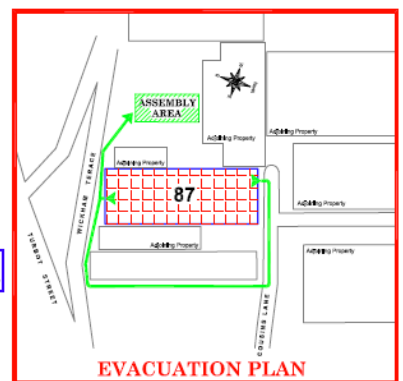 ASSEMBLY
AREA
Adjoining Property
Adjoining Property
Adjoining Property
WICKHAM TERRACE
87
Adjoining Property
TURBOT STREET
Adjoining Property
Adjoining Property
COUSINS LANE
EVACUATION PLAN